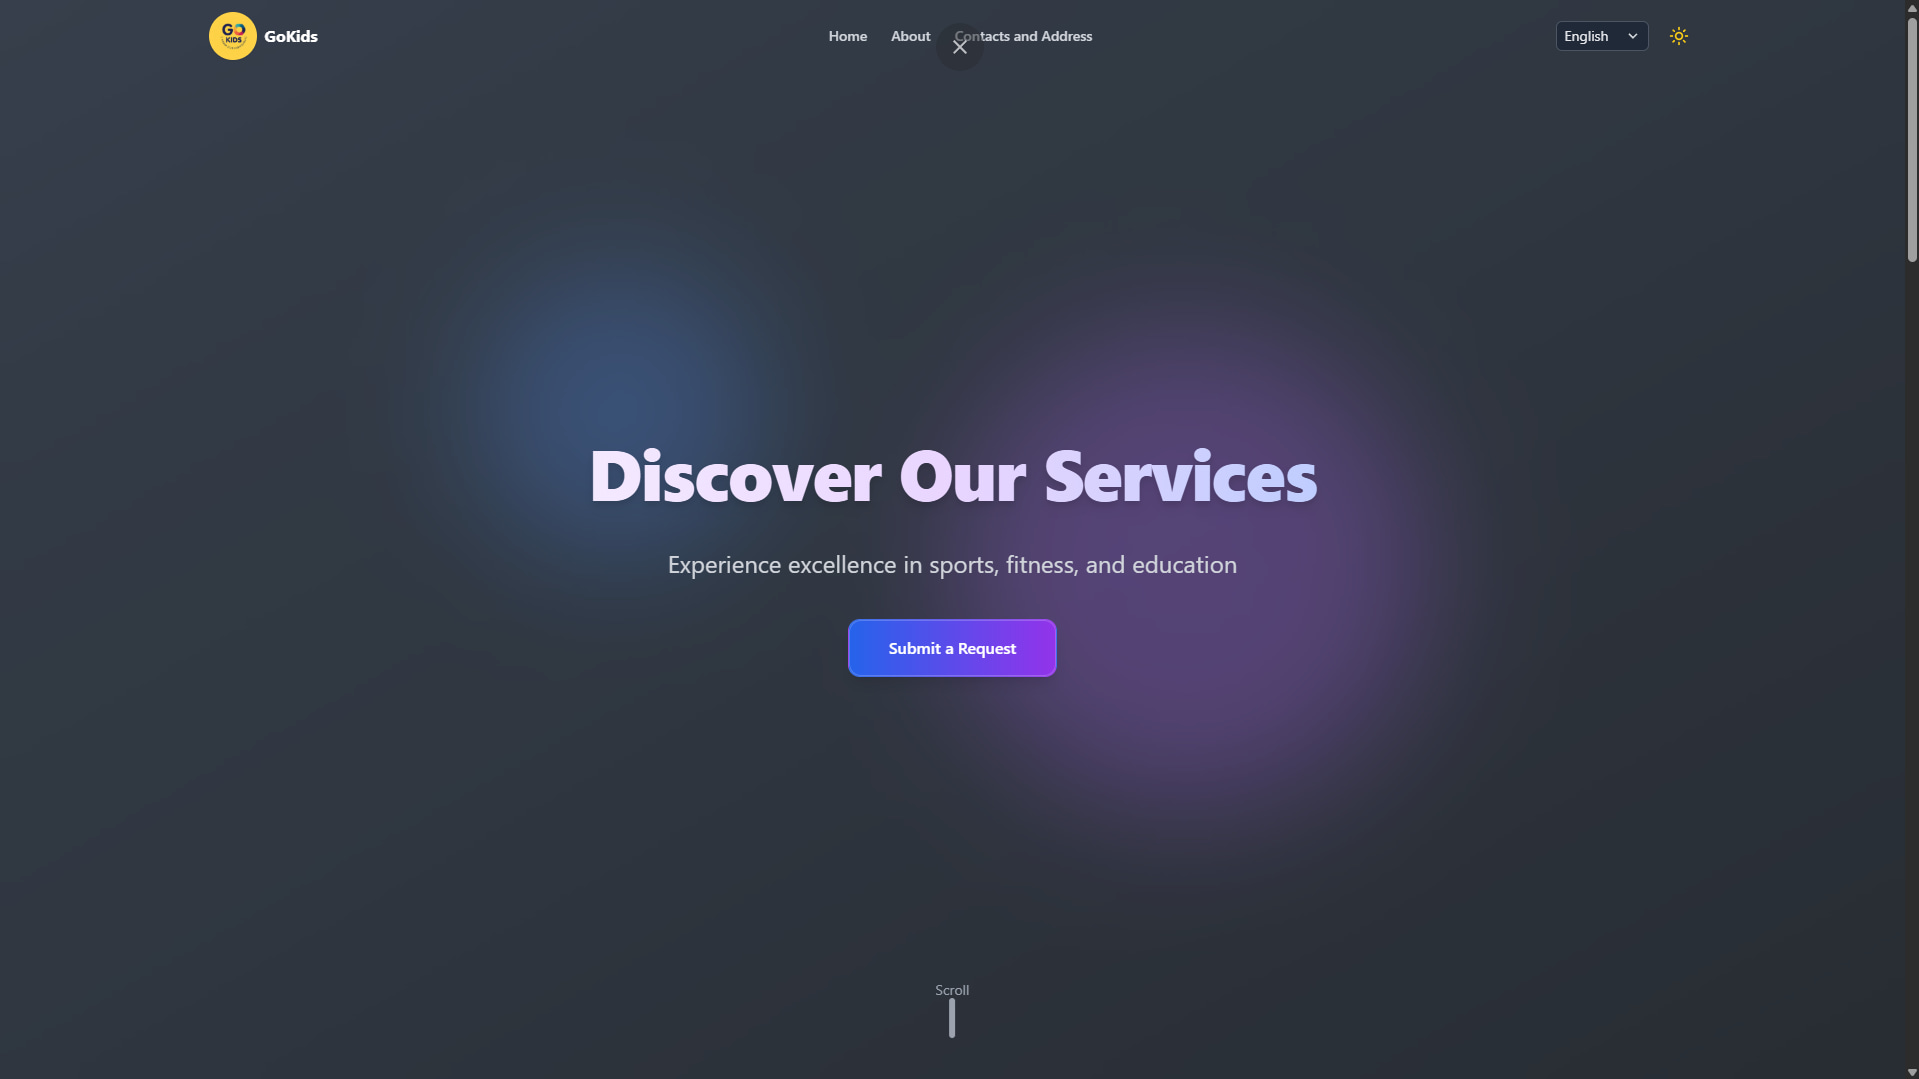 GO
KIDS
GoKids
Home
About
Contacts and Address
English
Discover Our Services
Experience excellence in sports, fitness, and education
Submit a Request
Scroll